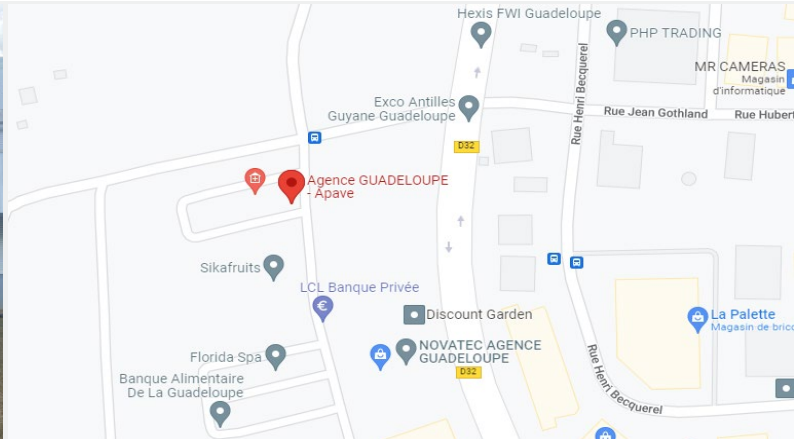 Hexis FWI Guadeloupe
PHP TRADING
MR CAMERAS
Magasin
d'informatique
Exco Antilles
Guyane Guadeloupe
Rue Henri Becquerel
Rue Jean Gothland
Rue Hubert
D32
Agence GUADELOUPE
- Apave
Sikafruits
LCL Banque Privée
Discount Garden
La Palette
Magasin de brico
NOVATEC AGENCE
GUADELOUPE
Florida Spa
D32
Banque Alimentaire
De La Guadeloupe
Rue Henri Becquerel